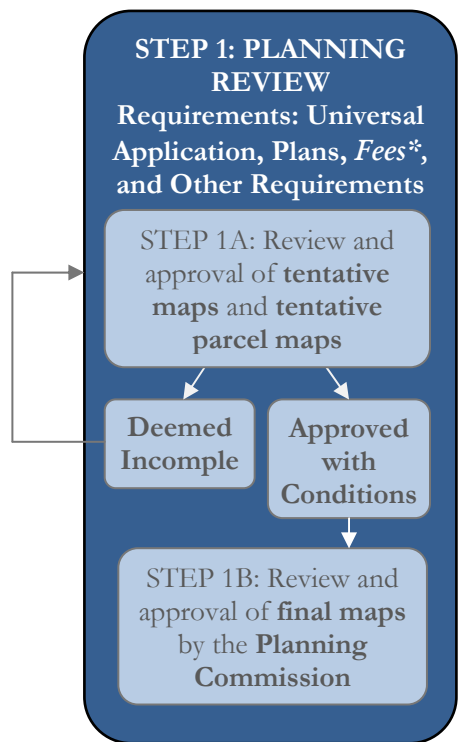 STEP 1: PLANNING
REVIEW
Requirements: Universal
Application, Plans, Fees*,
and Other Requirements
STEP 1A: Review and
approval of tentative
maps and tentative
parcel maps
Deemed
Incomple
Approved
with
Conditions
STEP 1B: Review and
approval of final maps
by the Planning
Commission